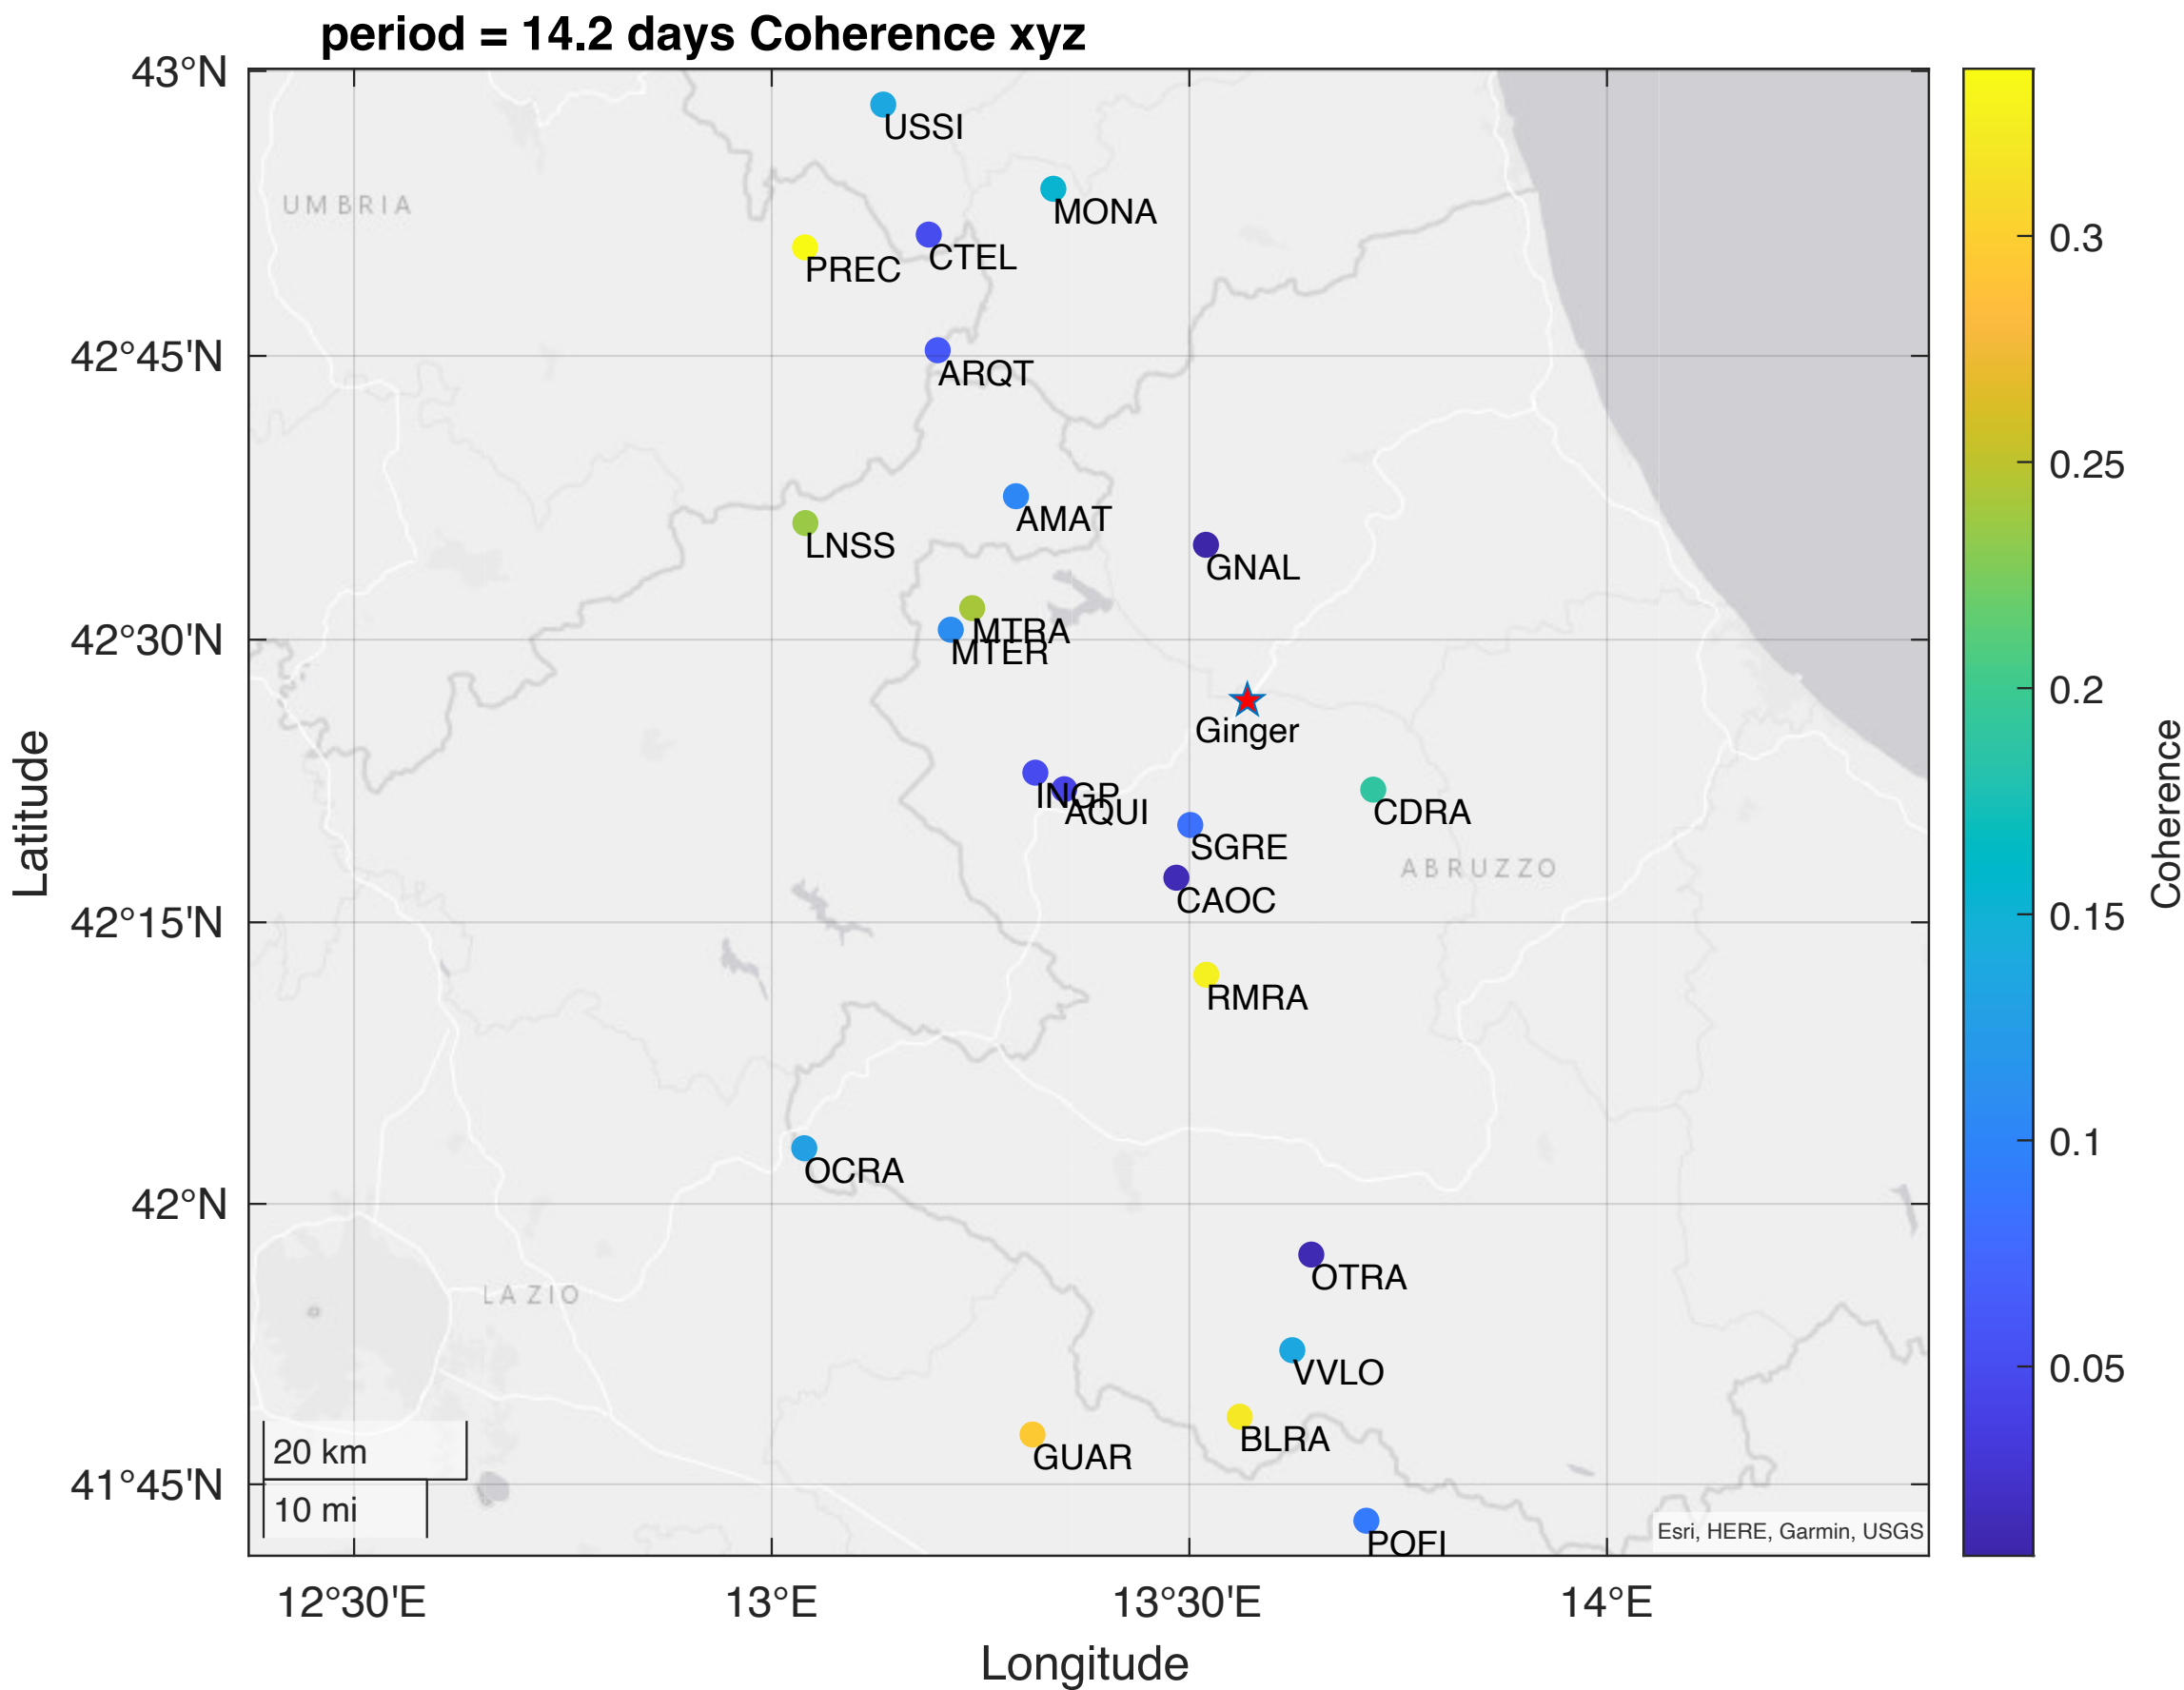 period = 14.2 days Coherence xyz
43°N
USSI
UMBRIA
MONA
CTEL
PREC
0.3
42°45'N
ARQT
0.25
AMAT
LNSS
GNAL
42°30'N
MTRA
MTER
0.2
Ginger
INGP
AQUI
CDRA
SGRE
ABRUZZO
CAOC
0.15
42°15'N
RMRA
0.1
OCRA
42°N
OTRA
LAZIO
VVLO
0.05
BLRA
GUAR
20 km
41°45'N
10 mi
POFI
Esri, HERE, Garmin, USGS
12°30'E
13°E
13°30'E
14°E
Longitude
Latitude
Coherence